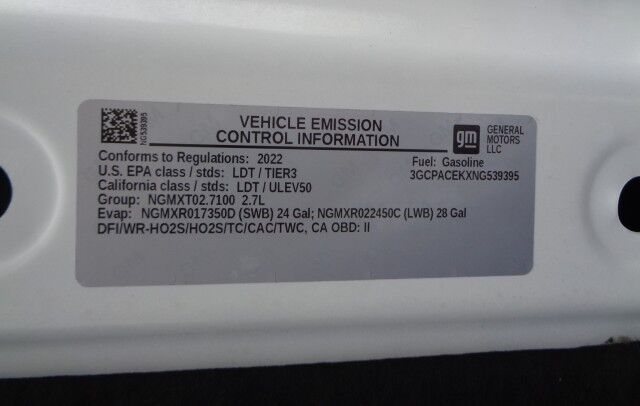 NG539395
VEHICLE EMISSION
CONTROL INFORMATION
gm
GENERAL
MOTORS
LLC
Conforms to Regulations: 2022
Fuel: Gasoline
U.S. EPA class / stds: LDT / TIER3
3GCPACEKXNG539395
California class / stds: LDT / ULEV50
Group: NGMXT02.7100 2.7L
Evap: NGMXR017350D (SWB) 24 Gal; NGMXR022450C (LWB) 28 Gal
DFI/WR-HO2S/HO2S/TC/CAC/TWC, CA OBD: II